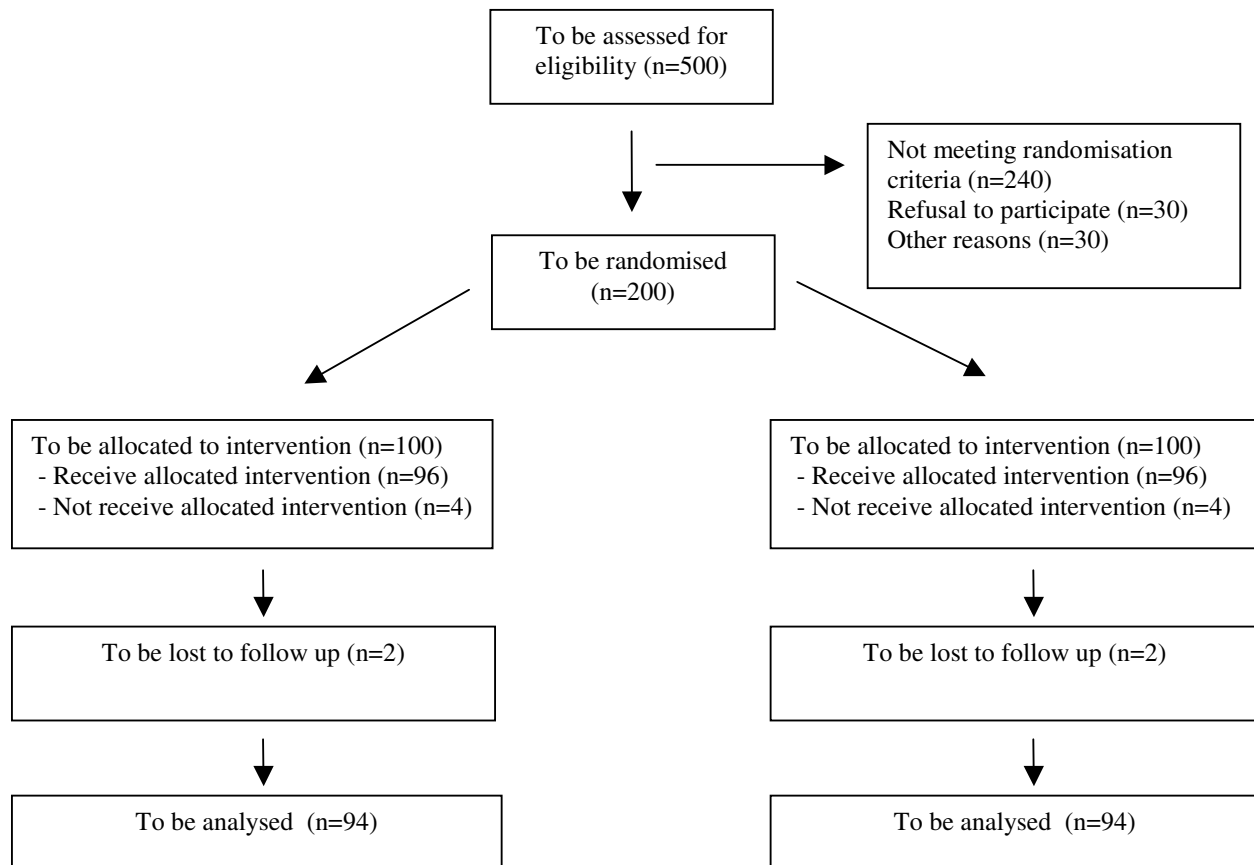 To be assessed for
eligibility (n=500)
Not meeting randomisation
criteria (n=240)
Refusal to participate (n=30)
Other reasons (n=30)
To be randomised
(n=200)
To be allocated to intervention (n=100)
- Receive allocated intervention (n=96)
- Not receive allocated intervention (n=4)
To be allocated to intervention (n=100)
- Receive allocated intervention (n=96)
- Not receive allocated intervention (n=4)
To be lost to follow up (n=2)
To be lost to follow up (n=2)
To be analysed (n=94)
To be analysed (n=94)